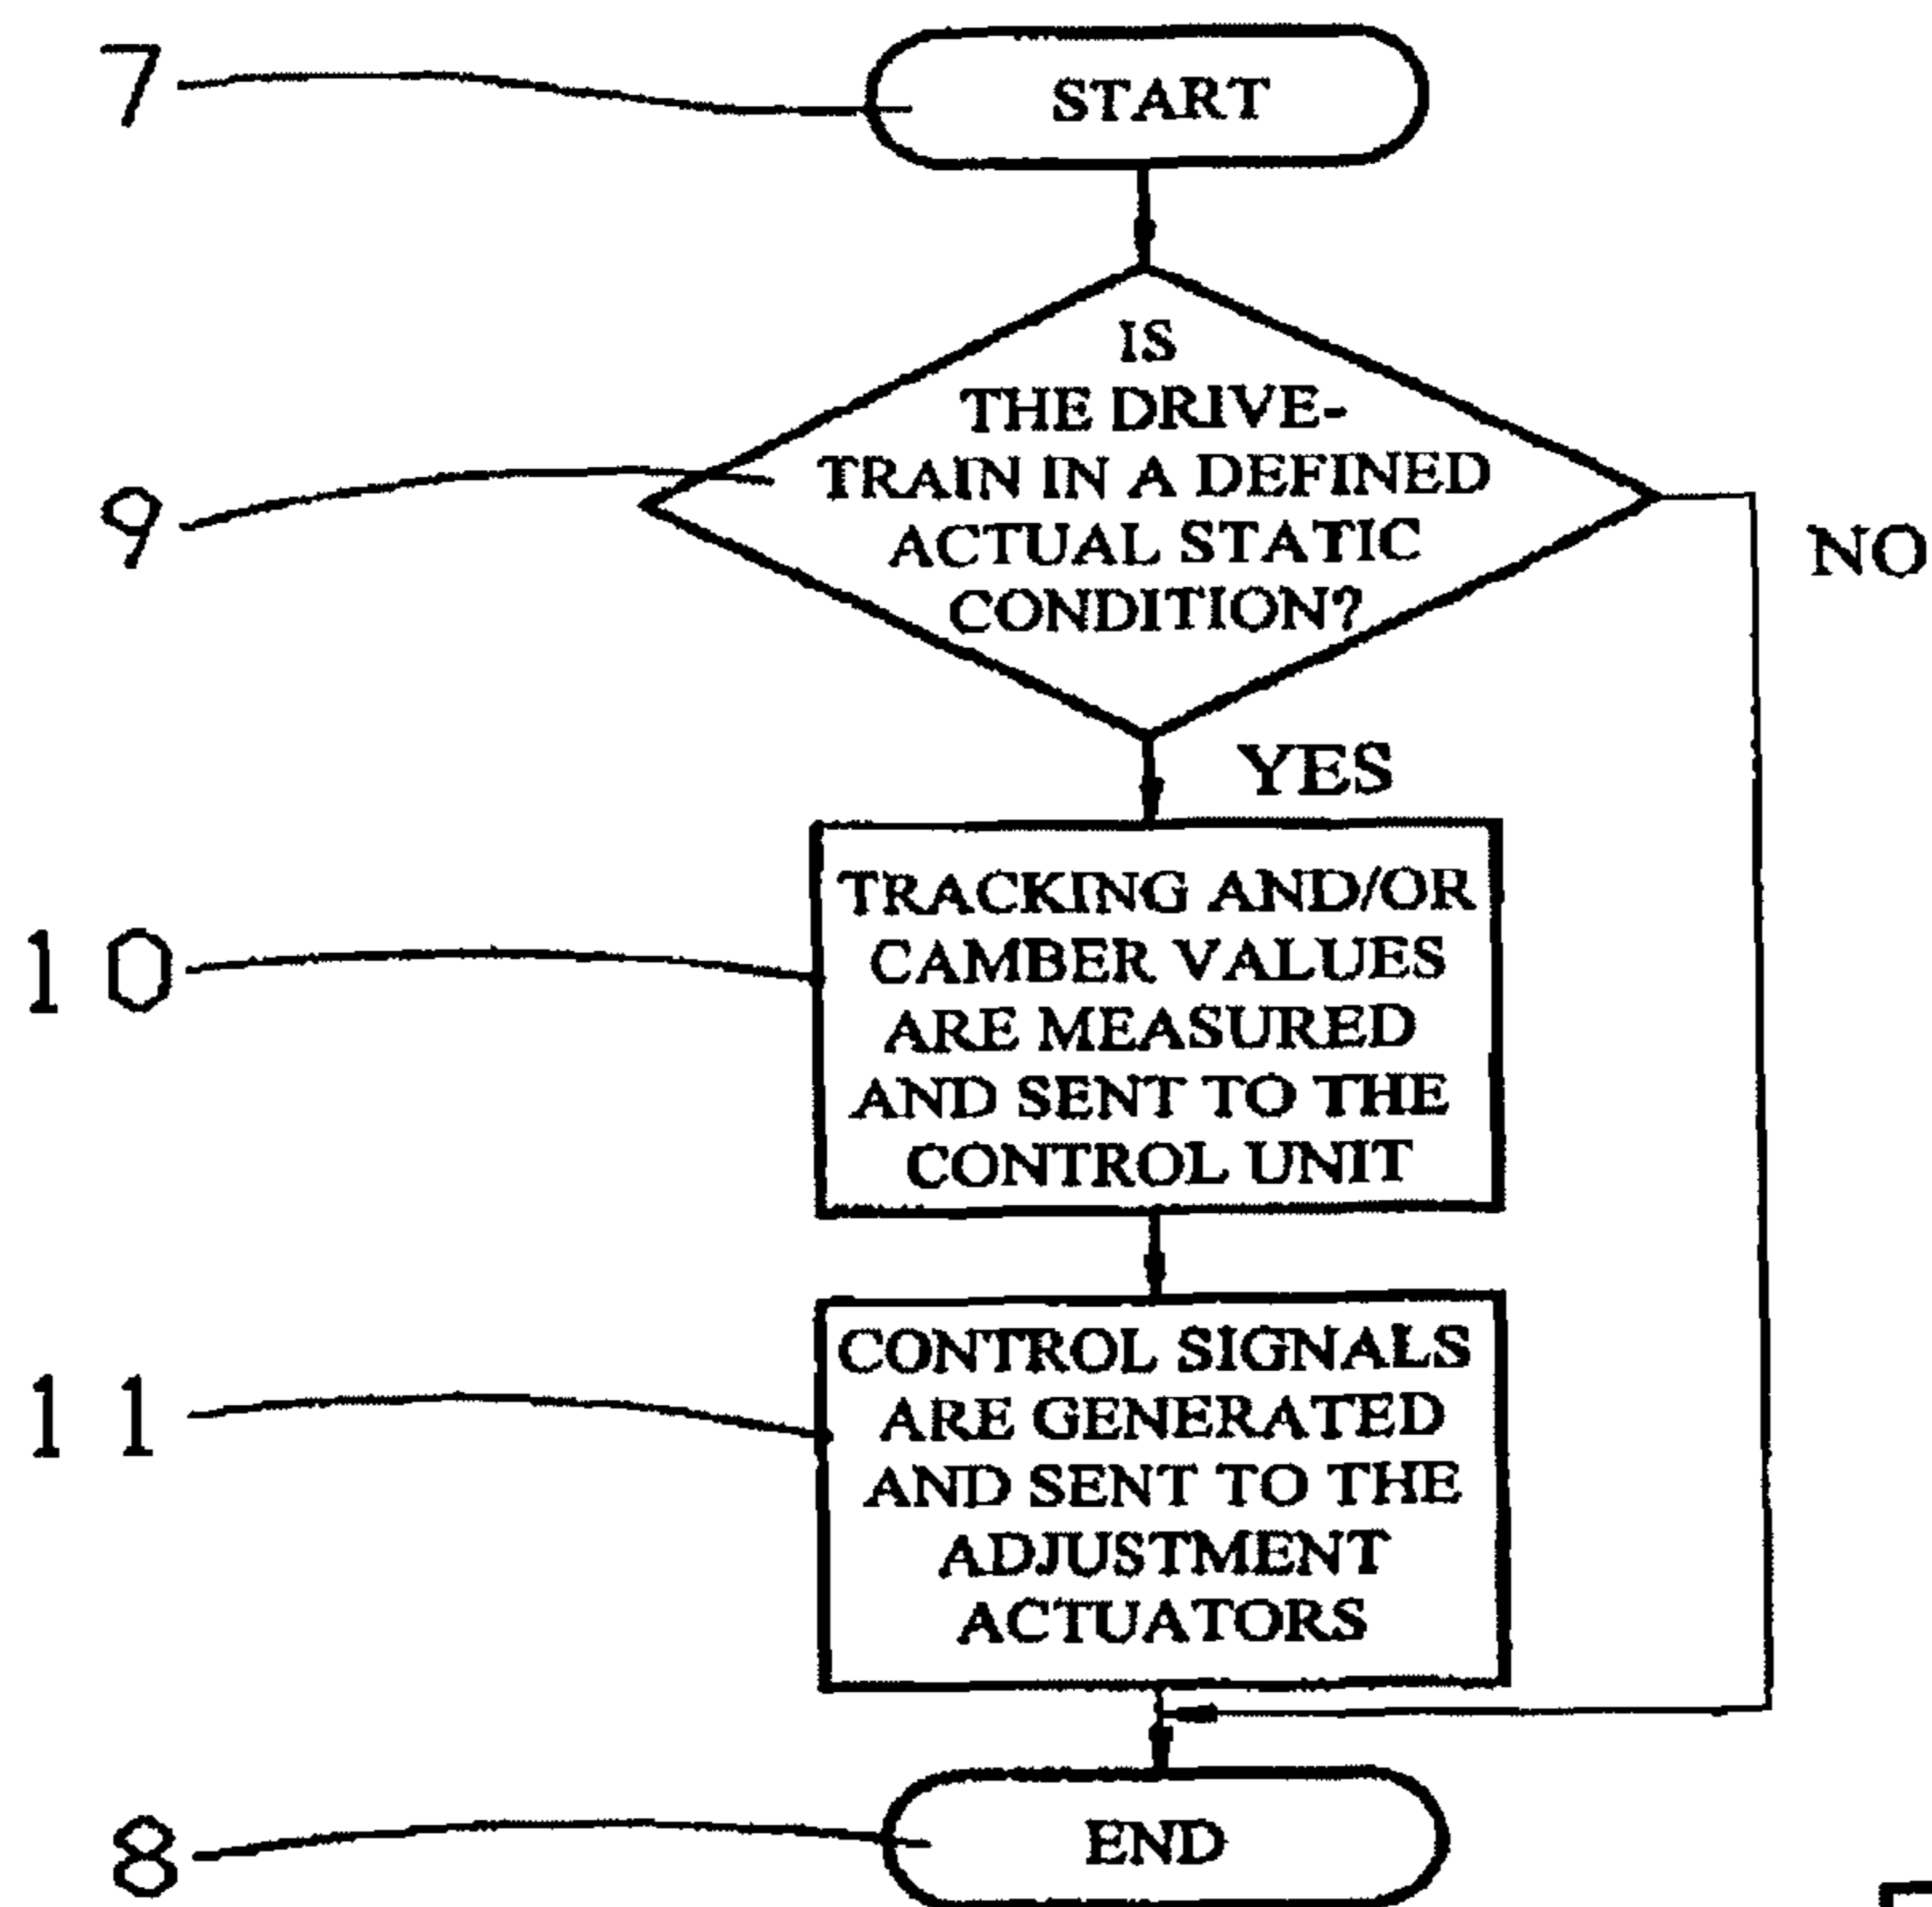 7
START
IS
THE DRIVE-
TRAIN IN A DEFINED
ACTUAL STATIC
CONDITION?
9
NO
YES
TRACKING AND/OR
CAMBER VALUES
ARE MEASURED
AND SENT TO THE
CONTROL UNIT
10
CONTROL SIGNALS
ARE GENERATED
AND SENT TO THE
ADJUSTMENT
ACTUATORS
11
8
END